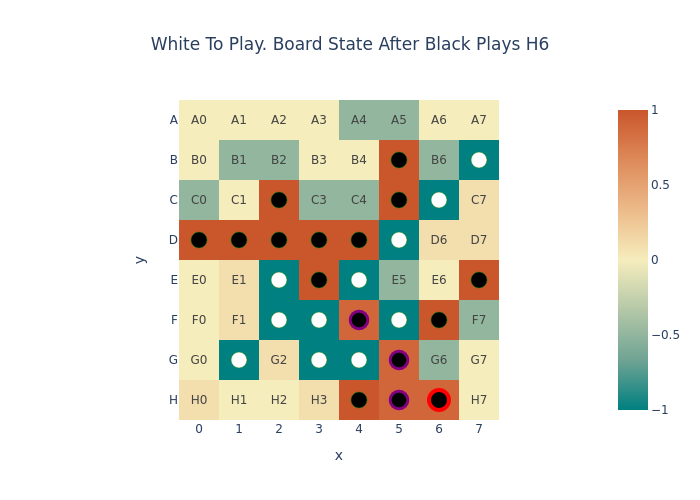 White To Play. Board State After Black Plays H6
A A0 A1 A2 A3 A4 A5 A6 A7
B B0 B1 B2 B3 B4 B6
C C0 C1 C3 C4 C7
D D6 D7
E E0 E1 E5 E6
F F0 F1 F7
G G0 G2 G6 G7
H H0 H1 H2 H3 H7
0 1 2 3 4 5 6 7
x
y
1
0.5
0
−0.5
−1